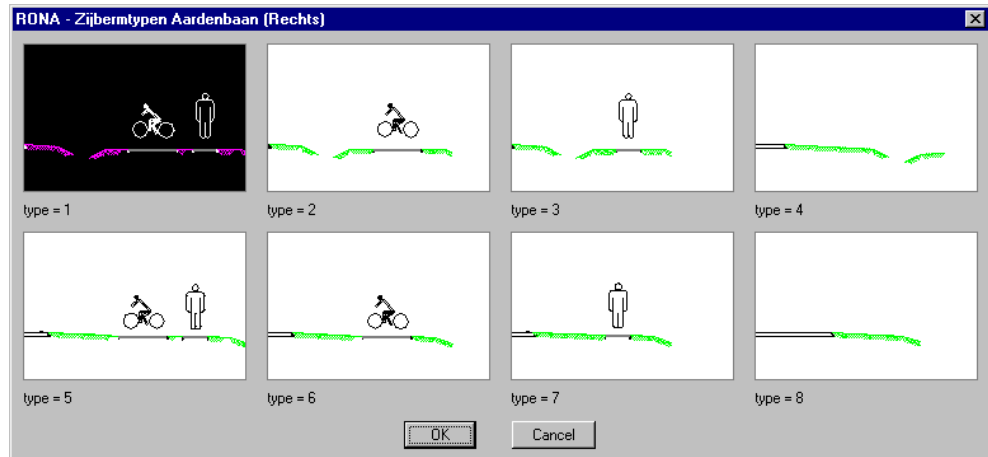 RONA - Zijbermtypen Aardenbaan (Rechts)
type = 1
type = 2
type = 3
type = 4
type = 5
type = 6
type = 7
type = 8
OK
Cancel